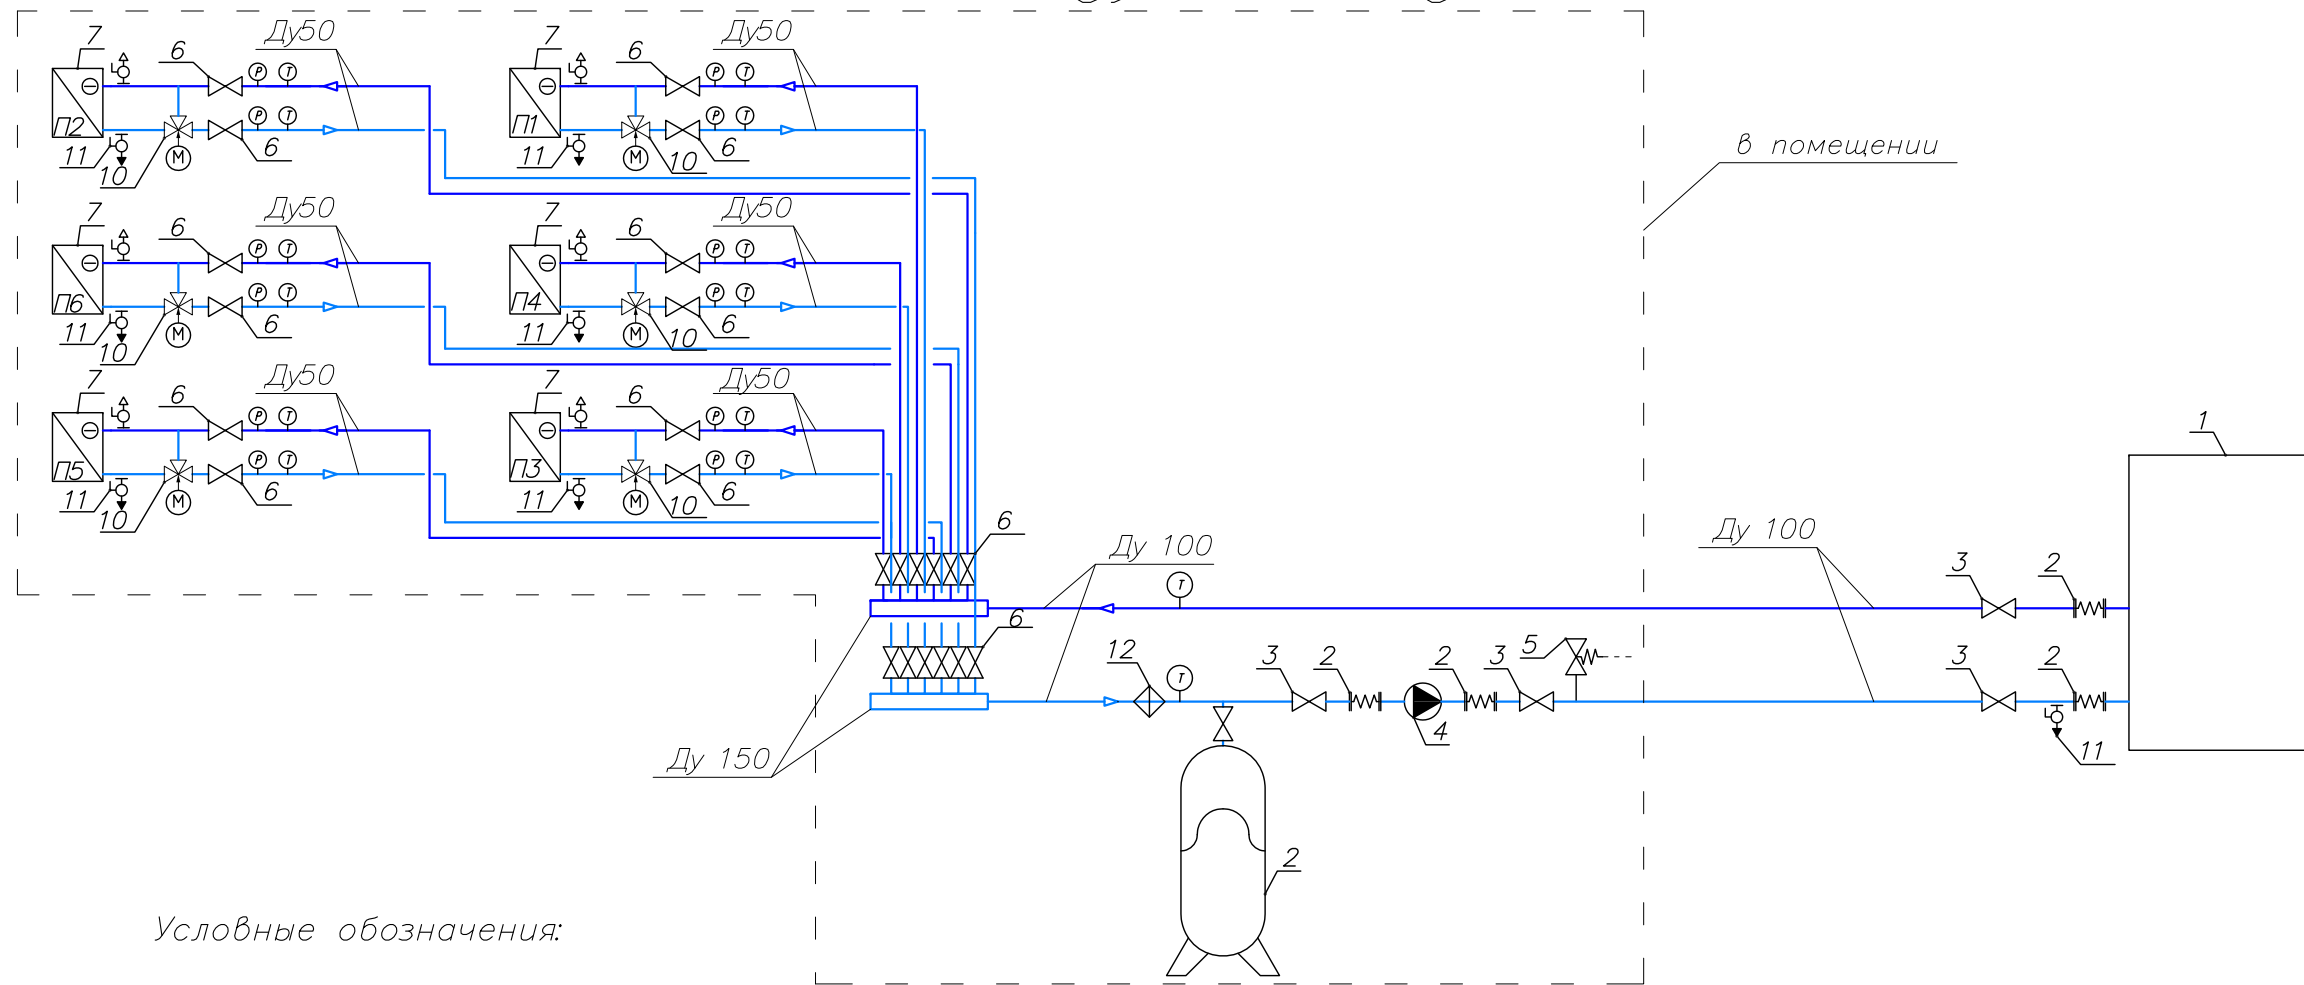 7 6 Ду50 7 6 Ду50
P T P T
П2 P T П1 P T
11 10 М 6 11 М 10 6
в помещении
7 6 Ду50 7 6 Ду50
P T P T
П6 P T П4 P T
11 10 М 6 11 М 10 6
7 6 Ду50 7 6 Ду50
P T P T
П5 P T П3 P T
11 10 М 6 11 М 10 6
1
6 Ду 100 Ду 100
T 3 2
6
12 T 3 2 2 3 5 3 2
4 11
Ду 150
2
Условные обозначения: